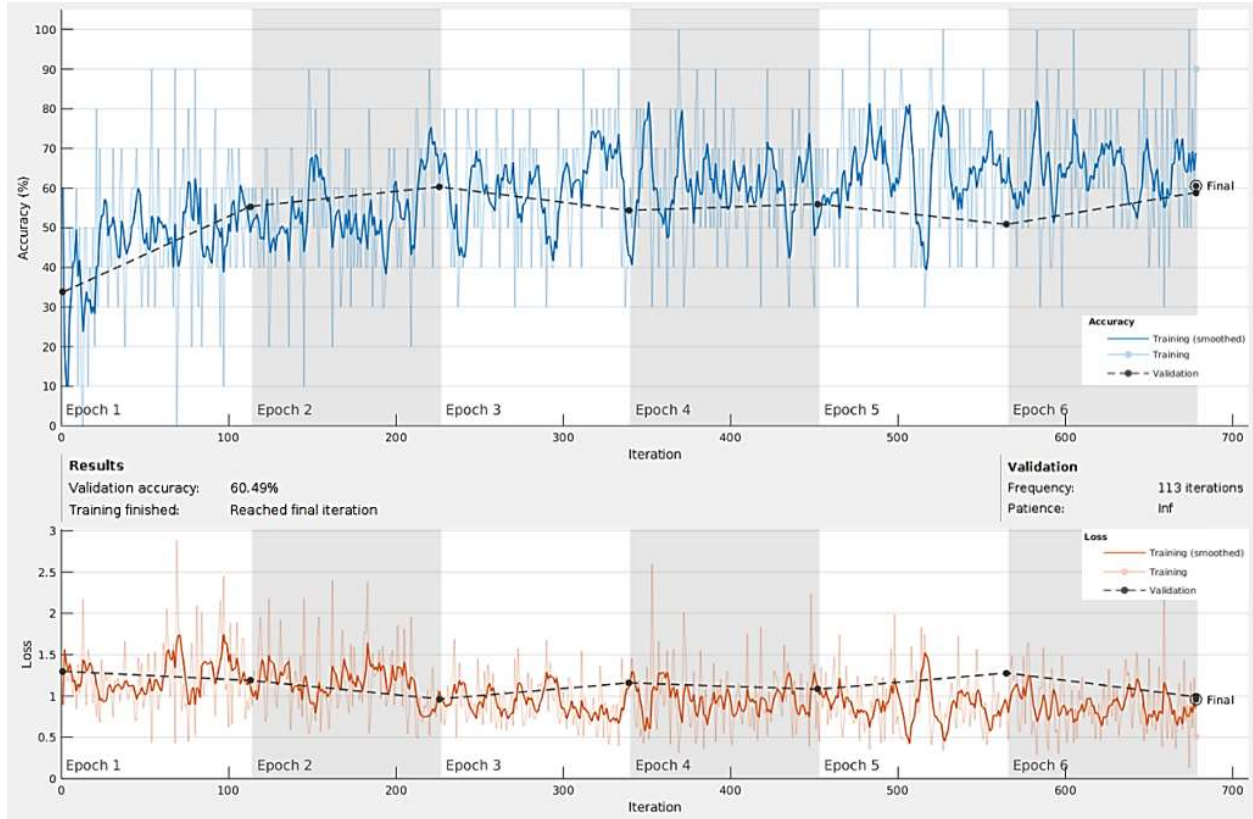 100
90
80
70
60
50
40
30
20
10
0
Accuracy (%)
Final
Accuracy
Training (smoothed)
Training
Validation
Epoch 1
Epoch 2
Epoch 3
Epoch 4
Epoch 5
Epoch 6
0 100 200 300 400 500 600 700
Iteration
Results
Validation accuracy: 60.49%
Training finished: Reached final iteration
Validation
Frequency: 113 iterations
Patience: Inf
3
2.5
2
1.5
1
0.5
0
Loss
Loss
Training (smoothed)
Training
Validation
Final
Epoch 1
Epoch 2
Epoch 3
Epoch 4
Epoch 5
Epoch 6
0 100 200 300 400 500 600 700
Iteration